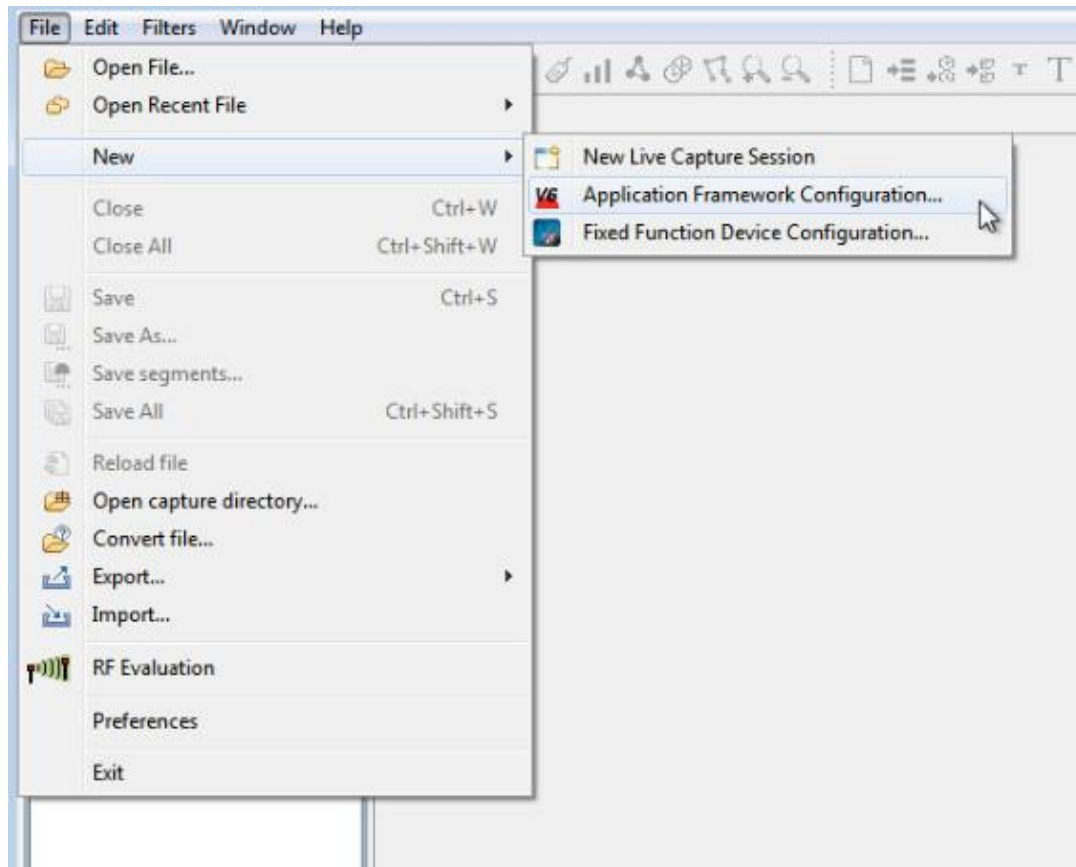 File Edit Filters Window Help
Open File...
Open Recent File
New
New Live Capture Session
Application Framework Configuration...
Fixed Function Device Configuration...
Close Ctrl+W
Close All Ctrl+Shift+W
Save Ctrl+S
Save As...
Save segments...
Save All Ctrl+Shift+S
Reload file
Open capture directory...
Convert file...
Export...
Import...
RF Evaluation
Preferences
Exit
T T
V6